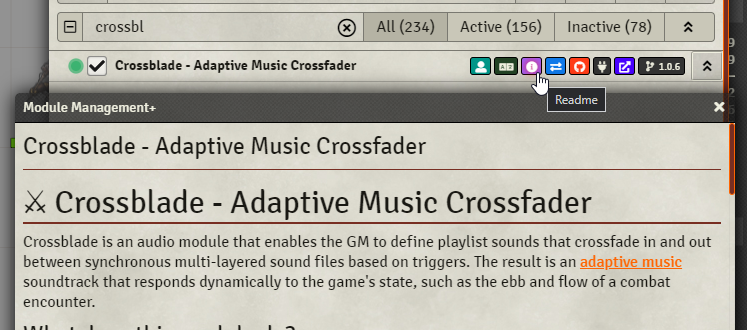 crossbl All (234) Active (156) Inactive (78)
Crossblade - Adaptive Music Crossfader 1.0.6
Readme
Module Management+
Crossblade - Adaptive Music Crossfader
⚔ Crossblade - Adaptive Music Crossfader
Crossblade is an audio module that enables the GM to define playlist sounds that crossfade in and out
between synchronous multi-layered sound files based on triggers. The result is an adaptive music
soundtrack that responds dynamically to the game's state, such as the ebb and flow of a combat
encounter.